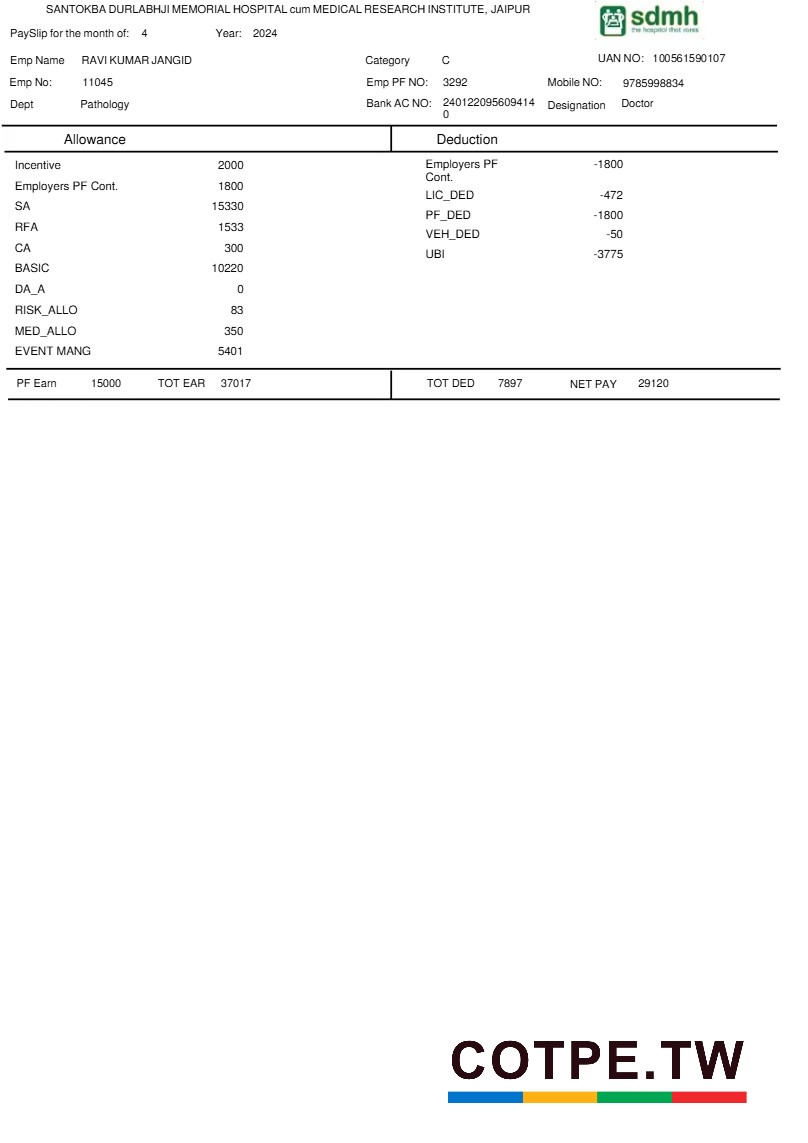 SANTOKBA DURLABHJI MEMORIAL HOSPITAL cum MEDICAL RESEARCH INSTITUTE, JAIPUR
sdmh
the hospital that cares
PaySlip for the month of: 4 Year: 2024
Emp Name RAVI KUMAR JANGID Category C UAN NO: 100561590107
Emp No: 11045 Emp PF NO: 3292 Mobile NO: 9785998834
Dept Pathology Bank AC NO: 240122095609414 Designation Doctor
0
Allowance Deduction
Incentive 2000 Employers PF -1800
Cont.
Employers PF Cont. 1800 LIC_DED -472
SA 15330 PF_DED -1800
RFA 1533 VEH_DED -50
CA 300 UBI -3775
BASIC 10220
DA_A 0
RISK_ALLO 83
MED_ALLO 350
EVENT MANG 5401
PF Earn 15000 TOT EAR 37017 TOT DED 7897 NET PAY 29120
COTPE.TW